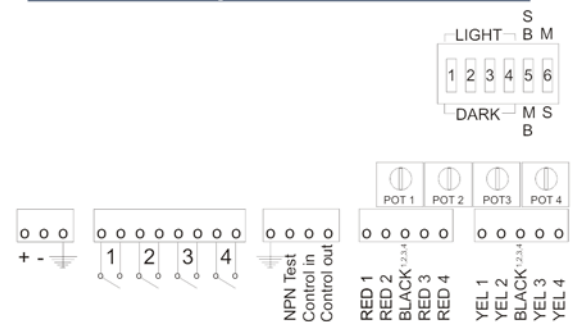 S
LIGHT B M
1 2 3 4 5 6
DARK M S
B
POT 1 POT 2 POT3 POT 4
+ -
1 2 3 4
NPN Test
Control in
Control out
RED 1
RED 2
BLACK1,2,3,4
RED 3
RED 4
YEL 1
YEL 2
BLACK1,2,3,4
YEL 3
YEL 4